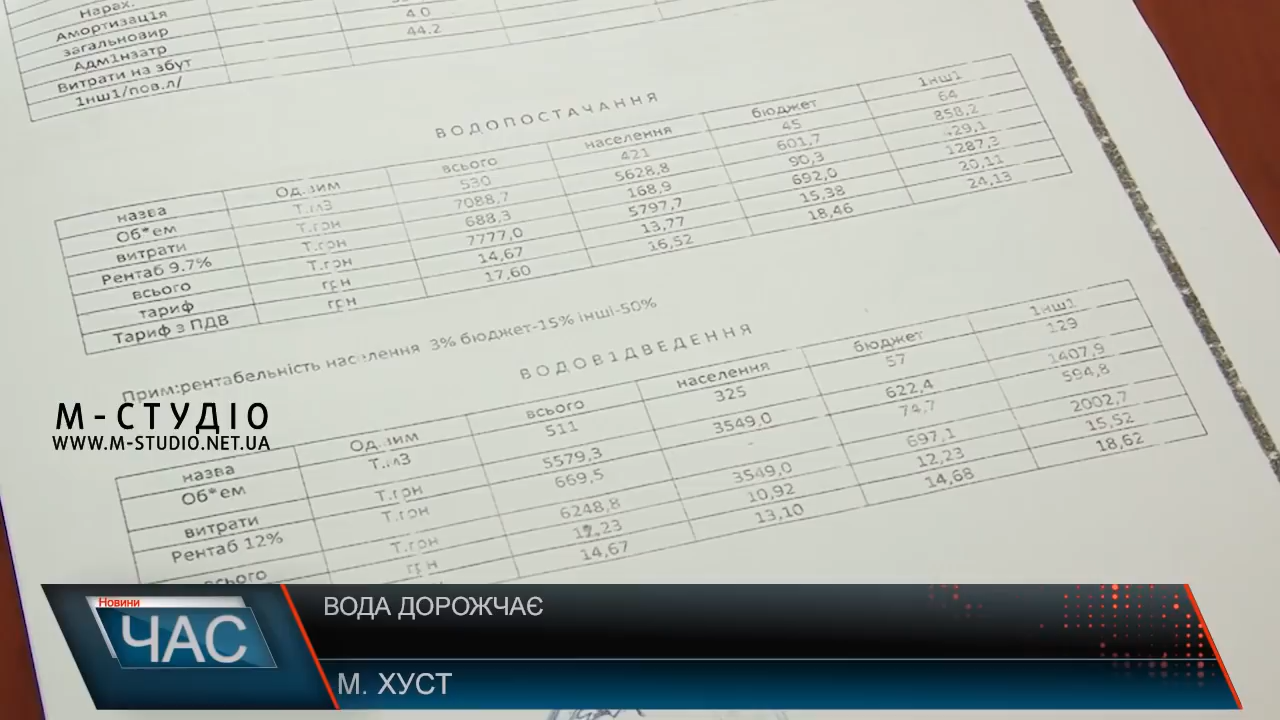 Нарах.
Амортизац1я
загальновир
Адм1нзатр 4.0
Витрати на збут 44.2
1нш1/пов.л/
ВОДОПОСТАЧАННЯ
назва Од.зим всього населення бюджет 1нш1
Об*ем Т.м3 530 421 45 64
витрати Т.грн 7088,7 5628,8 601,7 858,2
Рентаб 9.7% Т.грн 688,3 168,9 90,3 429,1
всього Т.грн 7777,0 5797,7 692,0 1287,3
тариф грн 14,67 13,77 15,38 20,11
Тариф з ПДВ грн 17,60 16,52 18,46 24,13
Прим:рентабельність населення 3% бюджет-15% інші-50%
ВОДОВ1ДВЕДЕННЯ
назва Од.зим всього населення бюджет 1нш1
Об*ем Т.м3 511 325 57 129
витрати Т.грн 5579,3 3549,0 622,4 1407,9
Рентаб 12% Т.грн 669,5 - 74,7 594,8
всього Т.грн 6248,8 3549,0 697,1 2002,7
грн 12,23 10,92 12,23 15,52
14,67 13,10 14,68 18,62
М-СТУДІО
WWW.M-STUDIO.NET.UA
Новини
ЧАС
ВОДА ДОРОЖЧАЄ
М. ХУСТ